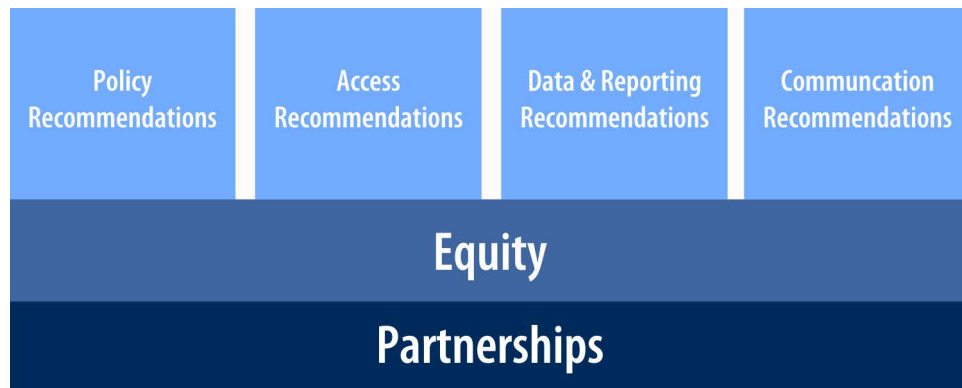 Policy
Recommendations
Access
Recommendations
Data & Reporting
Recommendations
Communcation
Recommendations
Equity
Partnerships